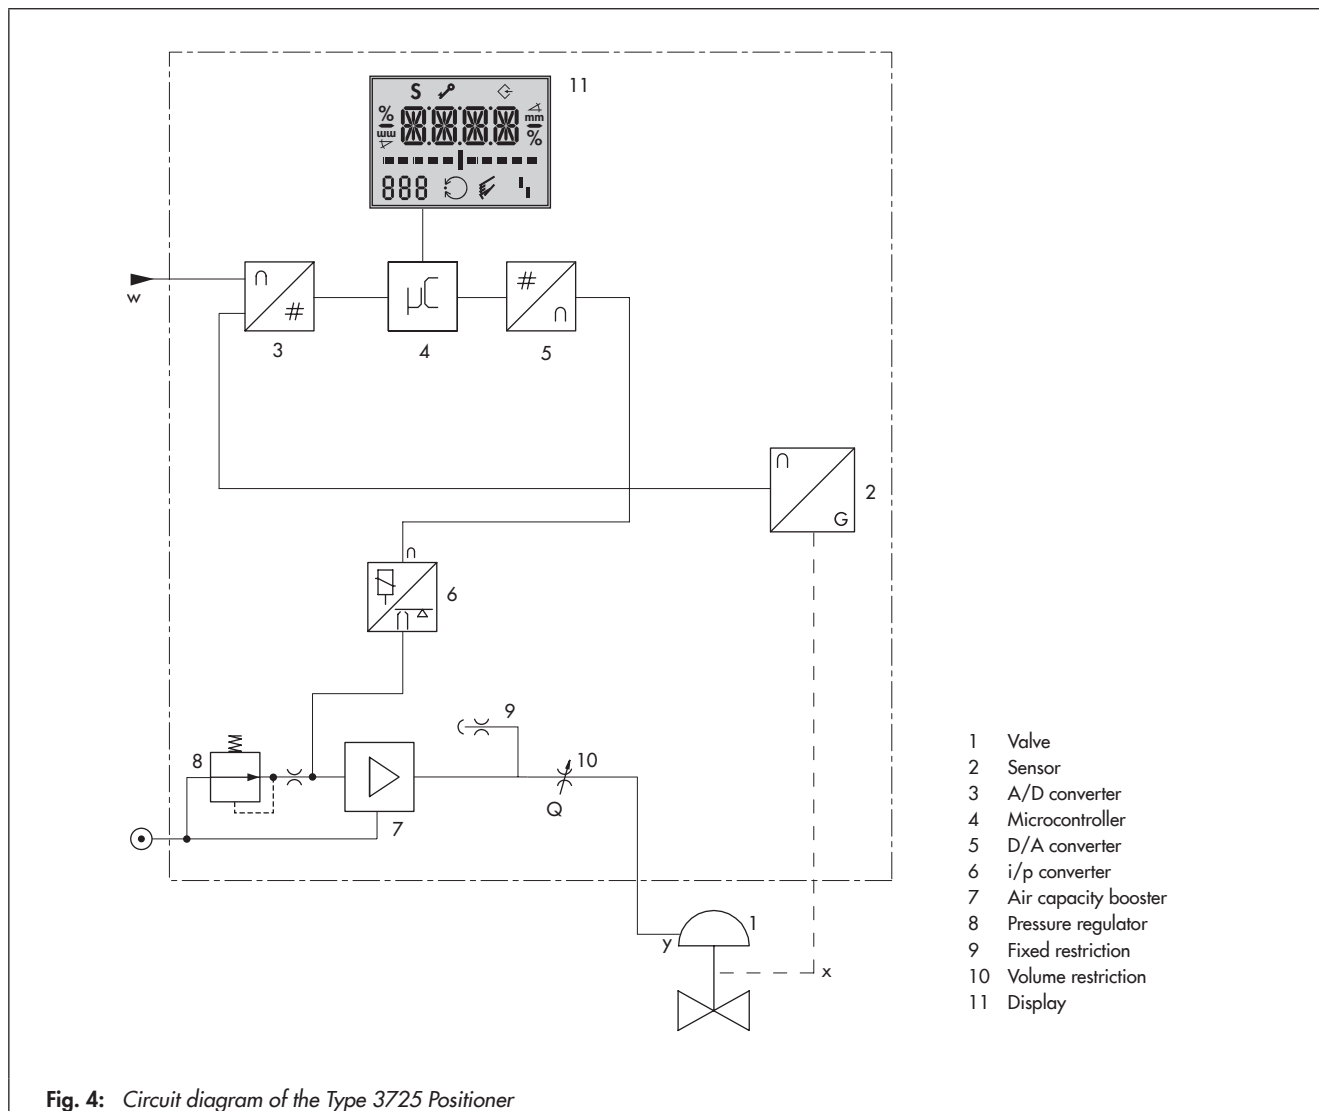 11
S
%
mm
mm
%
888
w
∩
#
3
µC
4
#
∩
5
∩
G
2
∩
6
∩
9
8
10
Q
7
1
y
x
1 Valve
2 Sensor
3 A/D converter
4 Microcontroller
5 D/A converter
6 i/p converter
7 Air capacity booster
8 Pressure regulator
9 Fixed restriction
10 Volume restriction
11 Display
Fig. 4: Circuit diagram of the Type 3725 Positioner